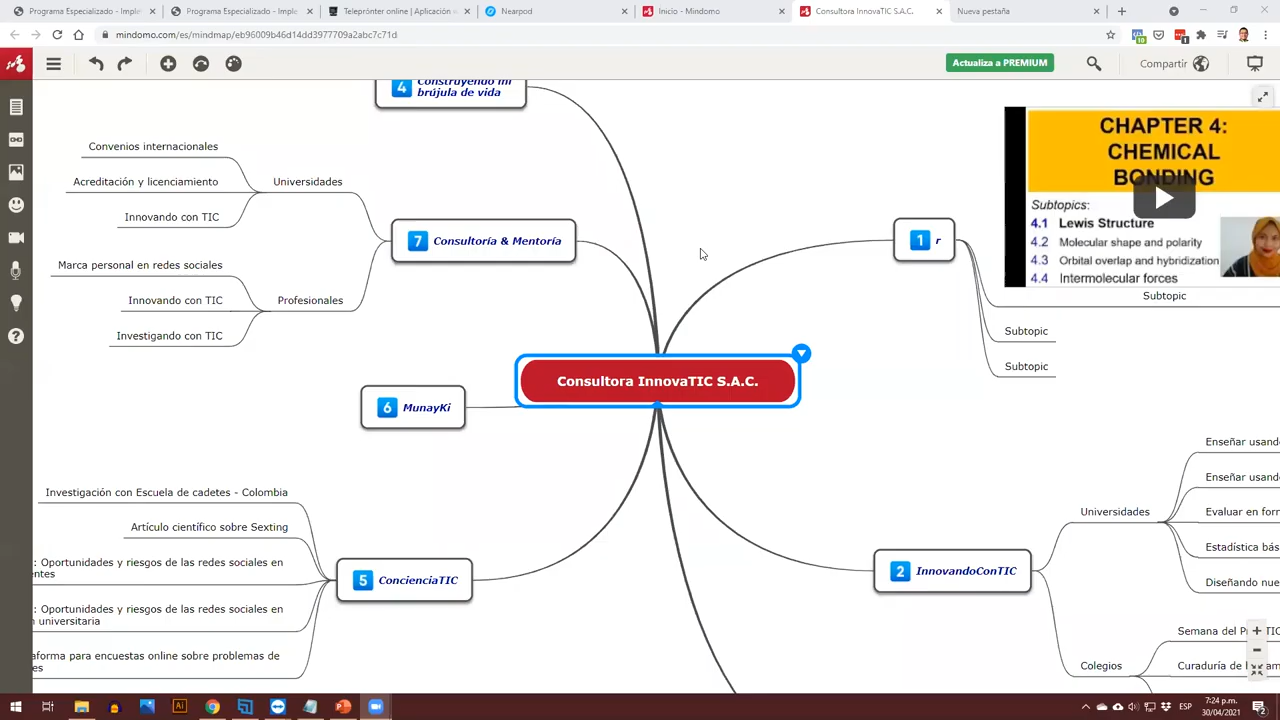 Programa Especializado - Imple
Programa Especializado - Imple
Teleprónter online | Aplicación w
Nearpod
Inicio - Mindomo
Consultora InnovaTIC S.A.C.
Nueva pestaña
mindomo.com/es/mindmap/eb96009b46d14dd3977709a2abc7c71d
10
1
Actualiza a PREMIUM
Compartir
4 Construyendo mi
brújula de vida
Convenios internacionales
Acreditación y licenciamiento
Innovando con TIC
Universidades
7 Consultoría & Mentoría
Marca personal en redes sociales
Innovando con TIC
Investigando con TIC
Profesionales
CHAPTER 4:
CHEMICAL
BONDING
Subtopics:
4.1 Lewis Structure
4.2 Molecular shape and polarity
4.3 Orbital overlap and hybridization
4.4 Intermolecular forces
1 r
Subtopic
Subtopic
Subtopic
Consultora InnovaTIC S.A.C.
6 MunayKi
Investigación con Escuela de cadetes - Colombia
Artículo científico sobre Sexting
: Oportunidades y riesgos de las redes sociales en
entes
: Oportunidades y riesgos de las redes sociales en
n universitaria
aforma para encuestas online sobre problemas de
es
5 ConcienciaTIC
2 InnovandoConTIC
Universidades
Enseñar usand
Enseñar usand
Evaluar en forr
Estadística bás
Diseñando nue
Colegios
Semana del
Curaduría de
ESP
7:24 p.m.
30/04/2021
2